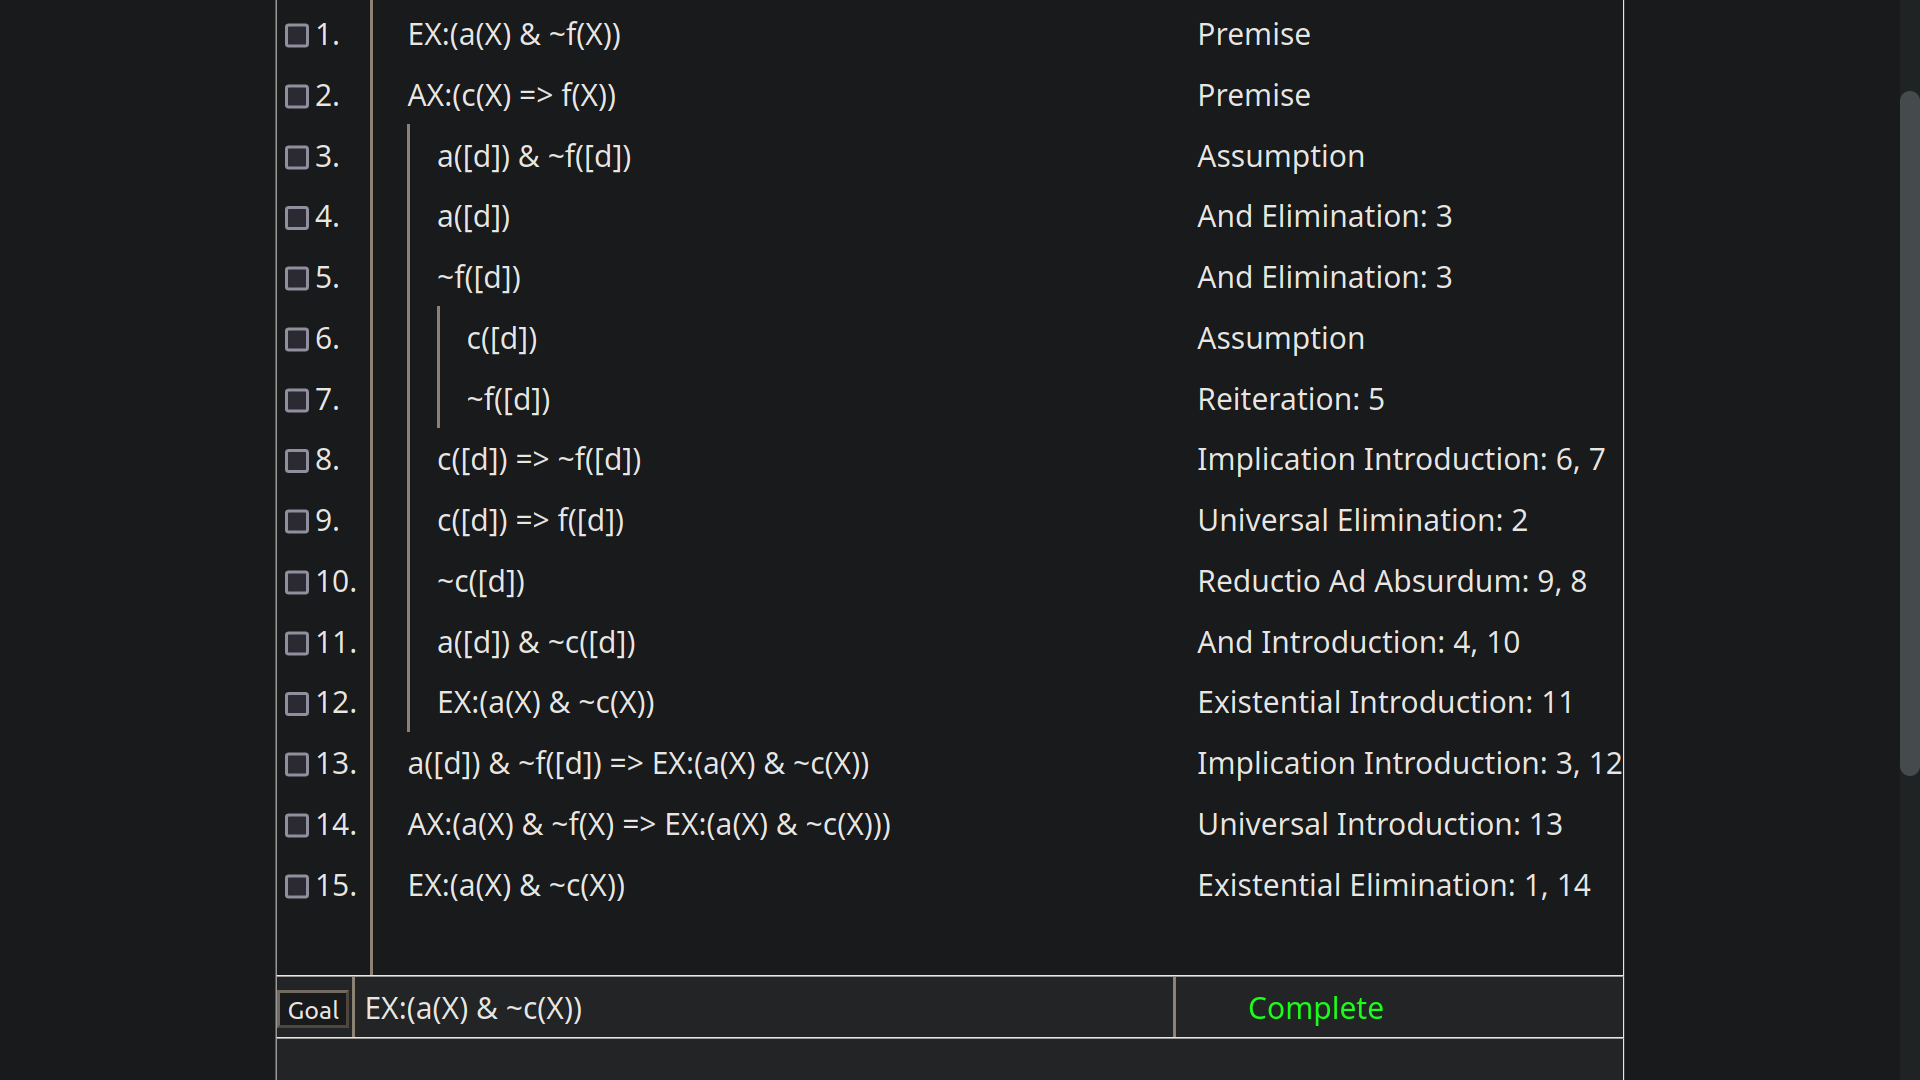 1. EX:(a(X) & ~f(X)) Premise
2. AX:(c(X) => f(X)) Premise
3. a([d]) & ~f([d]) Assumption
4. a([d]) And Elimination: 3
5. ~f([d]) And Elimination: 3
6. c([d]) Assumption
7. ~f([d]) Reiteration: 5
8. c([d]) => ~f([d]) Implication Introduction: 6, 7
9. c([d]) => f([d]) Universal Elimination: 2
10. ~c([d]) Reductio Ad Absurdum: 9, 8
11. a([d]) & ~c([d]) And Introduction: 4, 10
12. EX:(a(X) & ~c(X)) Existential Introduction: 11
13. a([d]) & ~f([d]) => EX:(a(X) & ~c(X)) Implication Introduction: 3, 12
14. AX:(a(X) & ~f(X) => EX:(a(X) & ~c(X))) Universal Introduction: 13
15. EX:(a(X) & ~c(X)) Existential Elimination: 1, 14
Goal EX:(a(X) & ~c(X)) Complete